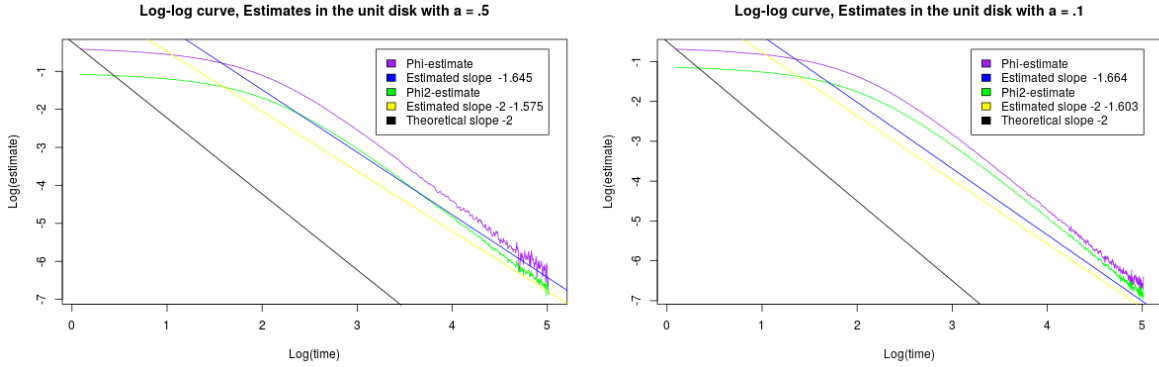 Log-log curve, Estimates in the unit disk with a = .5
Phi-estimate
Estimated slope -1.645
Phi2-estimate
Estimated slope -2 -1.575
Theoretical slope -2
Log(estimate)
-1
-2
-3
-4
-5
-6
-7
0 1 2 3 4 5
Log(time)
Log-log curve, Estimates in the unit disk with a = .1
Phi-estimate
Estimated slope -1.664
Phi2-estimate
Estimated slope -2 -1.603
Theoretical slope -2
Log(estimate)
-1
-2
-3
-4
-5
-6
-7
0 1 2 3 4 5
Log(time)